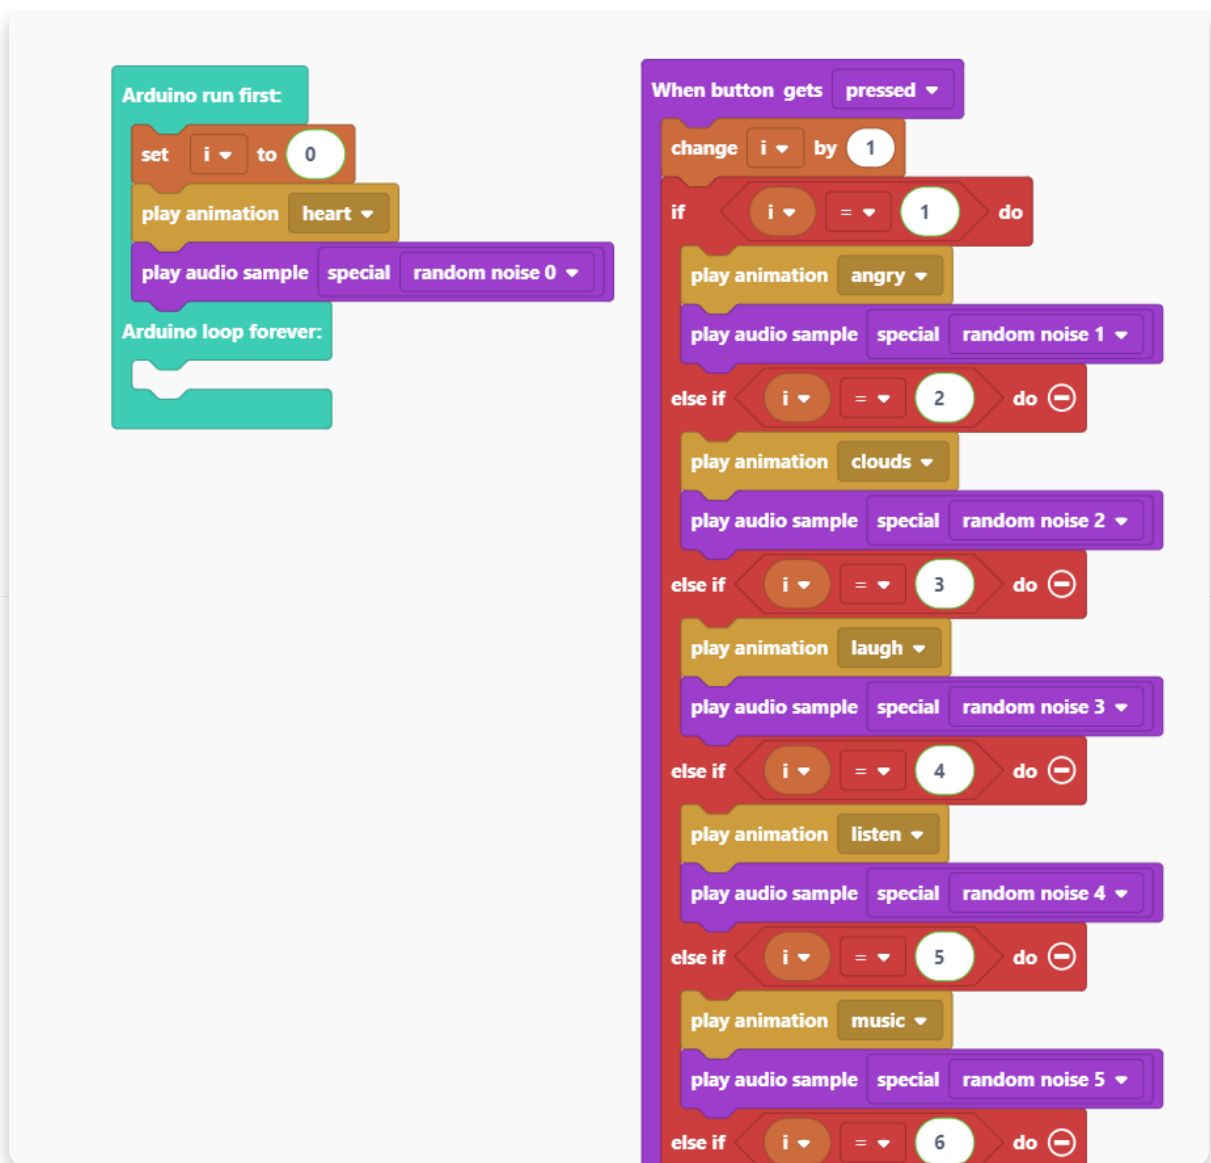 Arduino run first:
set i to 0
play animation heart
play audio sample special random noise 0
Arduino loop forever:
When button gets pressed
change i by 1
if i = 1 do
play animation angry
play audio sample special random noise 1
else if i = 2 do
play animation clouds
play audio sample special random noise 2
else if i = 3 do
play animation laugh
play audio sample special random noise 3
else if i = 4 do
play animation listen
play audio sample special random noise 4
else if i = 5 do
play animation music
play audio sample special random noise 5
else if i = 6 do